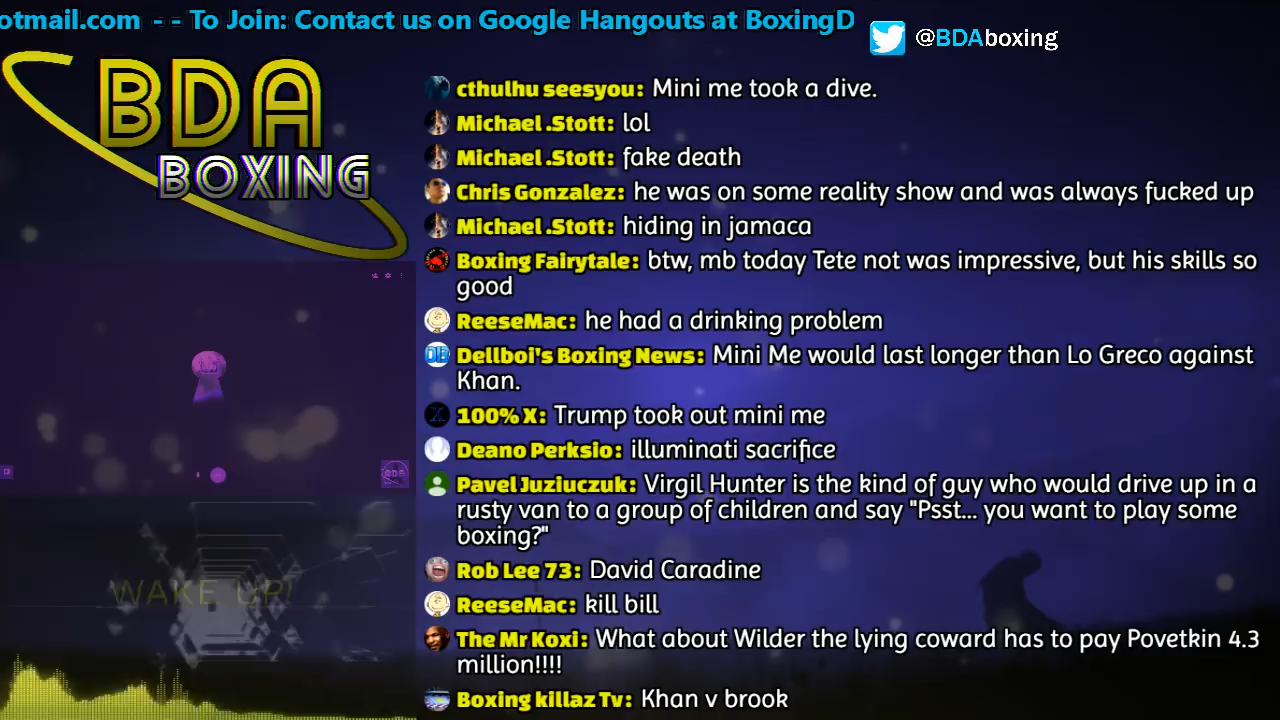 otmail.com - - To Join: Contact us on Google Hangouts at BoxingD
@BDAboxing
BDA
BOXING
cthulhu seesyou: Mini me took a dive.
Michael .Stott: lol
Michael .Stott: fake death
Chris Gonzalez: he was on some reality show and was always fucked up
Michael .Stott: hiding in jamaca
Boxing Fairytale: btw, mb today Tete not was impressive, but his skills so
good
ReeseMac: he had a drinking problem
DB Dellboi's Boxing News: Mini Me would last longer than Lo Greco against
Khan.
X 100% X: Trump took out mini me
Deano Perksio: illuminati sacrifice
Pavel Juziuczuk: Virgil Hunter is the kind of guy who would drive up in a
rusty van to a group of children and say "Psst... you want to play some
boxing?"
Rob Lee 73: David Caradine
ReeseMac: kill bill
The Mr Koxi: What about Wilder the lying coward has to pay Povetkin 4.3
million!!!!
Boxing killaz Tv: Khan v brook
BDA
WAKE UP!